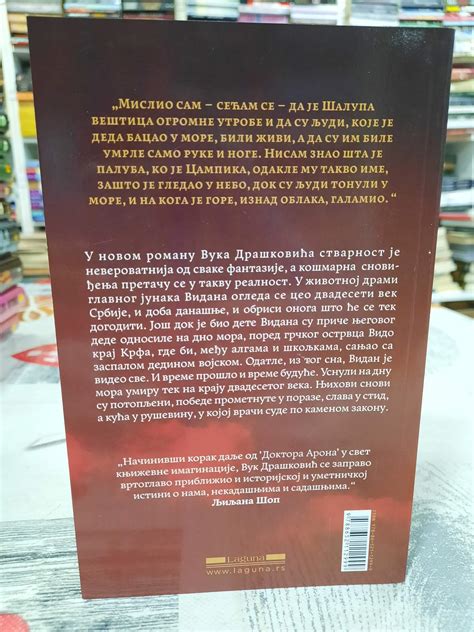 „Мислио сам – сећам се – да је Шалупа
вештица огромне утробе и да су људи, које је
деда бацао у море, били живи, а да су им биле
умрле само руке и ноге. Нисам знао шта је
палуба, ко је Цампика, одакле му такво име,
зашто је гледао у небо, док су људи тонули у
море, и на кога је горе, изнад облака, галамио.“
У новом роману Вука Драшковића стварност је
невероватнија од сваке фантазије, а кошмарна снови-
ђења претачу се у такву реалност. У животној драми
главног јунака Видана огледа се цео двадесети век
Србије, и доба данашње, и обриси онога што ће се тек
догодити. Још док је био дете Видана су приче његовог
деде односиле на дно мора, поред грчког острвца Видо
крај Крфа, где би, међу алгама и шкољкама, сањао са
заспалом дедином војском. Одатле, из тог сна, Видан је
видео све. И време прошло и време будуће. Уснули на дну
мора умиру тек на крају двадесетог века. Њихови снови
су потопљени, победе прометнуте у поразе, слава у стид,
а кућа у рушевину, у којој врачи суде по каменом закону.
„Начинивши корак даље од 'Доктора Арона' у свет
књижевне имагинације, Вук Драшковић се заправо
вртоглаво приближио и историјској и уметничкој
истини о нама, некадашњима и садашњима.“
Љиљана Шоп
Laguna
www.laguna.rs